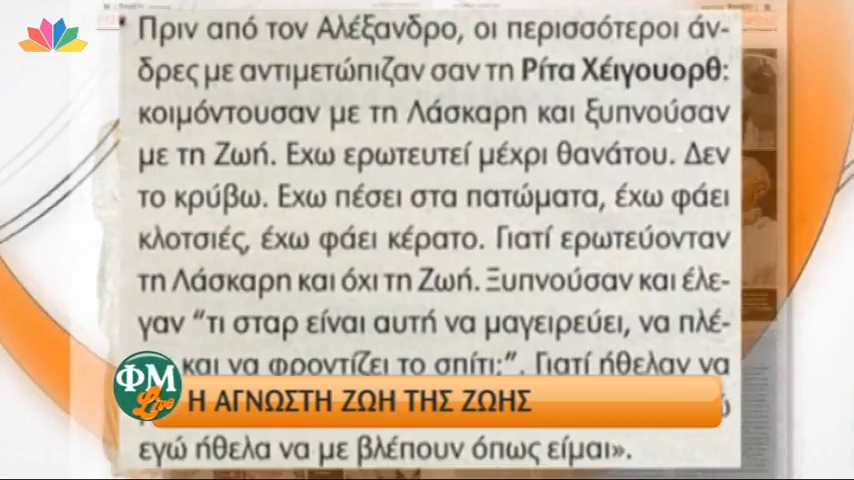 Πριν από τον Αλέξανδρο, οι περισσότεροι άν-
δρες με αντιμετώπιζαν σαν τη Ρίτα Χέιγουορθ:
κοιμόντουσαν με τη Λάσκαρη και ξυπνούσαν
με τη Ζωή. Εχω ερωτευτεί μέχρι θανάτου. Δεν
το κρύβω. Εχω πέσει στα πατώματα, έχω φάει
κλοτσιές, έχω φάει κέρατο. Γιατί ερωτεύονταν
τη Λάσκαρη και όχι τη Ζωή. Ξυπνούσαν και έλε-
γαν “τι σταρ είναι αυτή να μαγειρεύει, να πλέ-
και να φροντίζει το σπίτι;”. Γιατί ήθελαν να
ΦΜ Live
Η ΑΓΝΩΣΤΗ ΖΩΗ ΤΗΣ ΖΩΗΣ
εγώ ήθελα να με βλέπουν όπως είμαι».